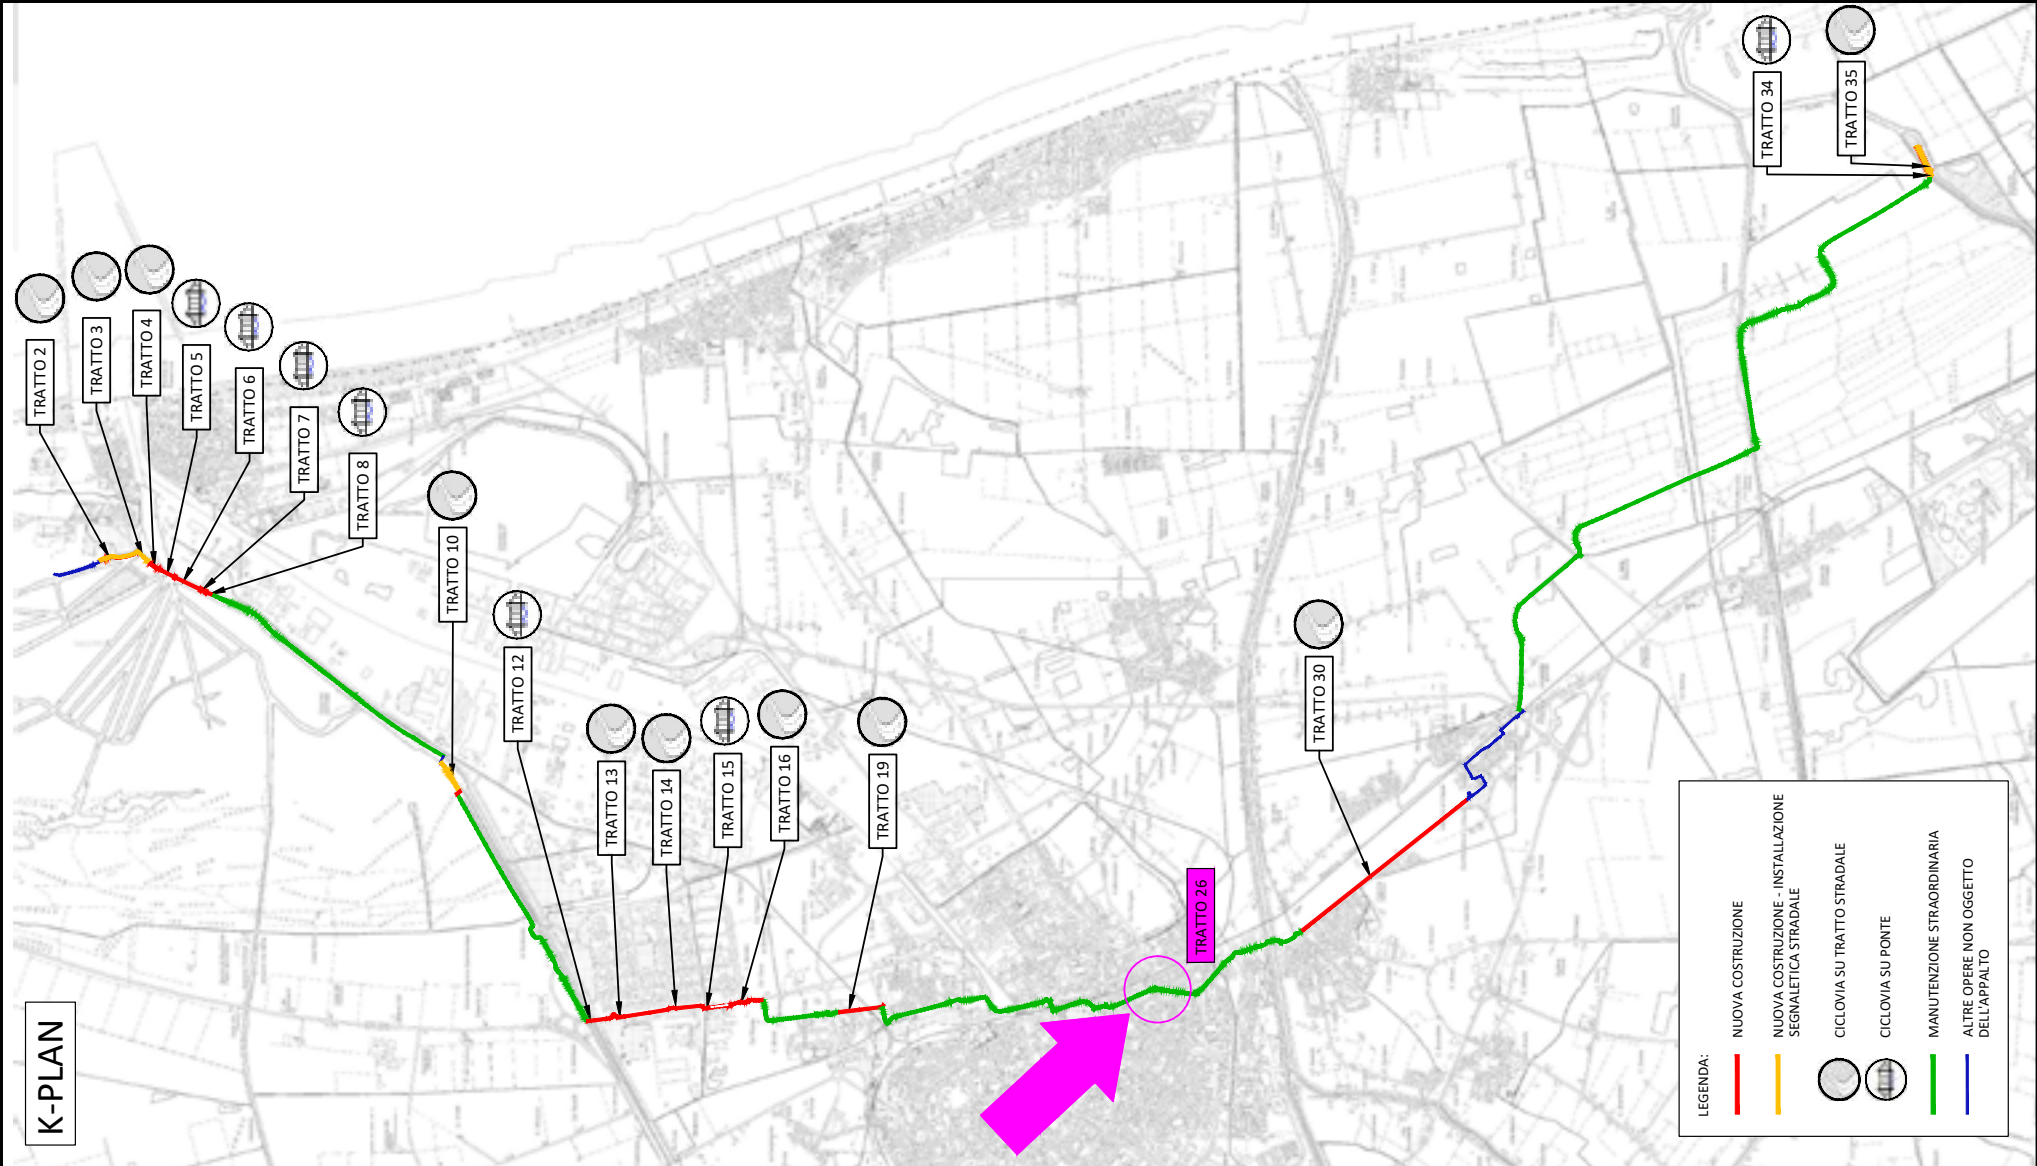 K-PLAN
TRATTO 2
TRATTO 3
TRATTO 4
TRATTO 5
TRATTO 6
TRATTO 7
TRATTO 8
TRATTO 10
TRATTO 12
TRATTO 13
TRATTO 14
TRATTO 15
TRATTO 16
TRATTO 19
TRATTO 26
TRATTO 30
TRATTO 34
TRATTO 35
LEGENDA:
NUOVA COSTRUZIONE
NUOVA COSTRUZIONE - INSTALLAZIONE
SEGNALETICA STRADALE
CICLOVIA SU TRATTO STRADALE
CICLOVIA SU PONTE
MANUTENZIONE STRAORDINARIA
ALTRE OPERE NON OGGETTO
DELL'APPALTO